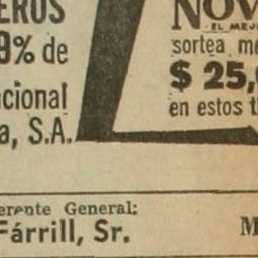 EROS
9% de
cional
a, S.A.
NOV
EL MEJ
sortea me
$ 25,
en estos t
erente General:
Fárrill, Sr.
M